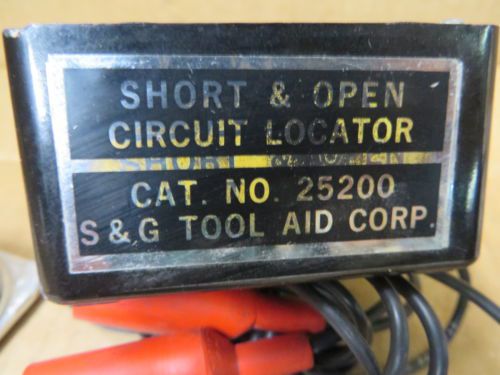 SHORT & OPEN
CIRCUIT LOCATOR
CAT. NO. 25200
S & G TOOL AID CORP.